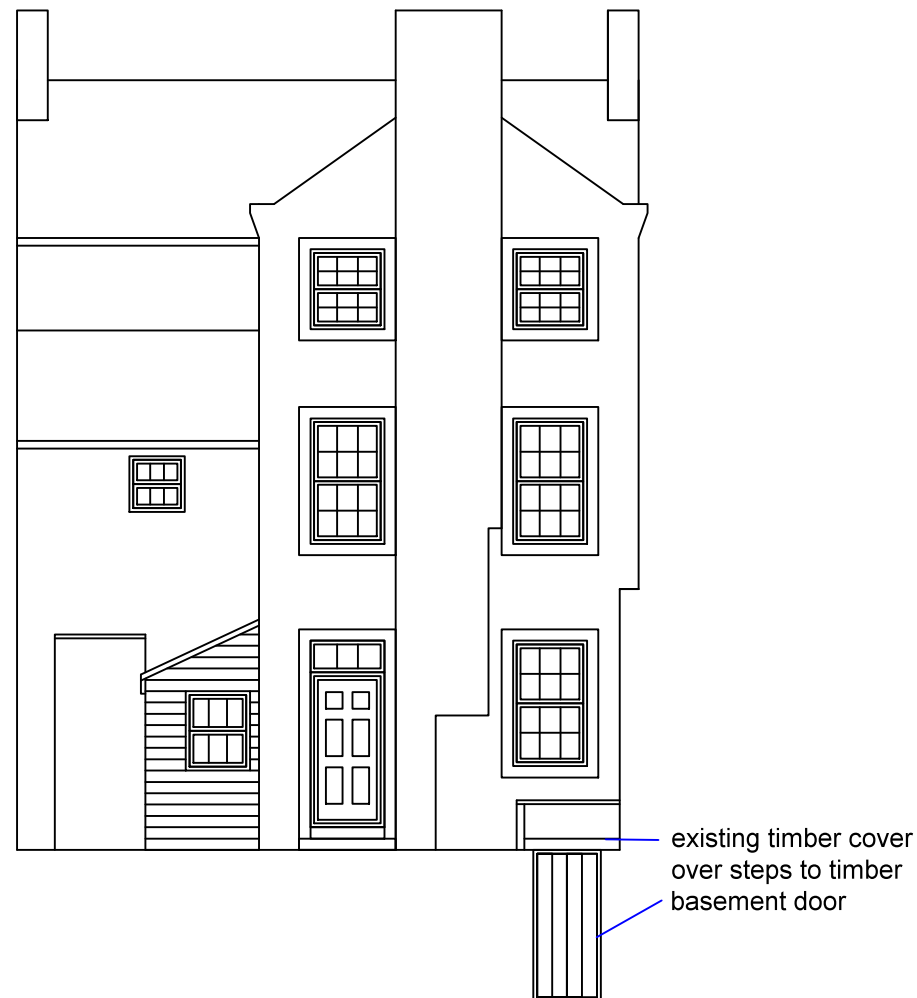 existing timber cover
over steps to timber
basement door